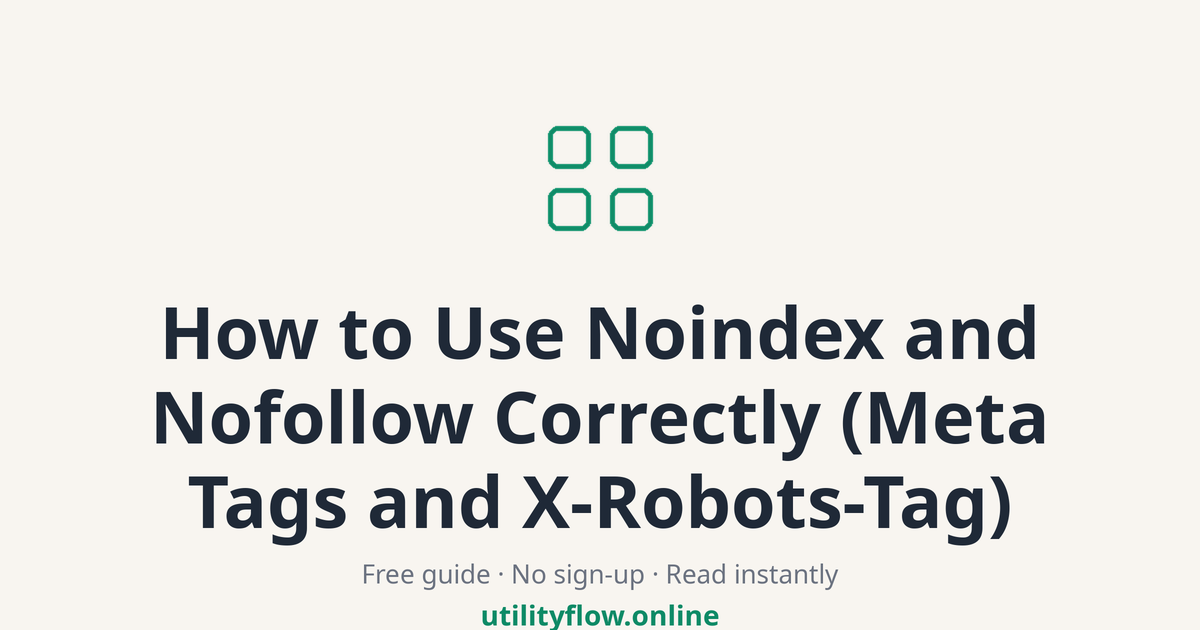 How to Use Noindex and
Nofollow Correctly (Meta
Tags and X-Robots-Tag)
Free guide · No sign-up · Read instantly
utilityflow.online